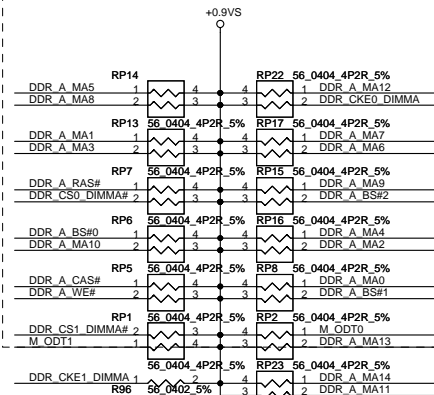 +0.9VS
RP14 RP22 56_0404_4P2R_5%
DDR_A_MA5 1 4 4 1 DDR_A_MA12
DDR_A_MA8 2 3 3 2 DDR_CKE0_DIMMA
RP13 56_0404_4P2R_5% RP17 56_0404_4P2R_5%
DDR_A_MA1 1 4 4 1 DDR_A_MA7
DDR_A_MA3 2 3 3 2 DDR_A_MA6
RP7 56_0404_4P2R_5% RP15 56_0404_4P2R_5%
DDR_A_RAS# 1 4 4 1 DDR_A_MA9
DDR_CS0_DIMMA# 2 3 3 2 DDR_A_BS#2
RP6 56_0404_4P2R_5% RP16 56_0404_4P2R_5%
DDR_A_BS#0 1 4 4 1 DDR_A_MA4
DDR_A_MA10 2 3 3 2 DDR_A_MA2
RP5 56_0404_4P2R_5% RP8 56_0404_4P2R_5%
DDR_A_CAS# 1 4 4 1 DDR_A_MA0
DDR_A_WE# 2 3 3 2 DDR_A_BS#1
RP1 56_0404_4P2R_5% RP2 56_0404_4P2R_5%
DDR_CS1_DIMMA# 2 3 4 1 M_ODT0
M_ODT1 1 4 3 2 DDR_A_MA13
56_0404_4P2R_5% RP23 56_0404_4P2R_5%
DDR_CKE1_DIMMA 1 2 4 1 DDR_A_MA14
R96 56_0402_5% 3 2 DDR_A_MA11